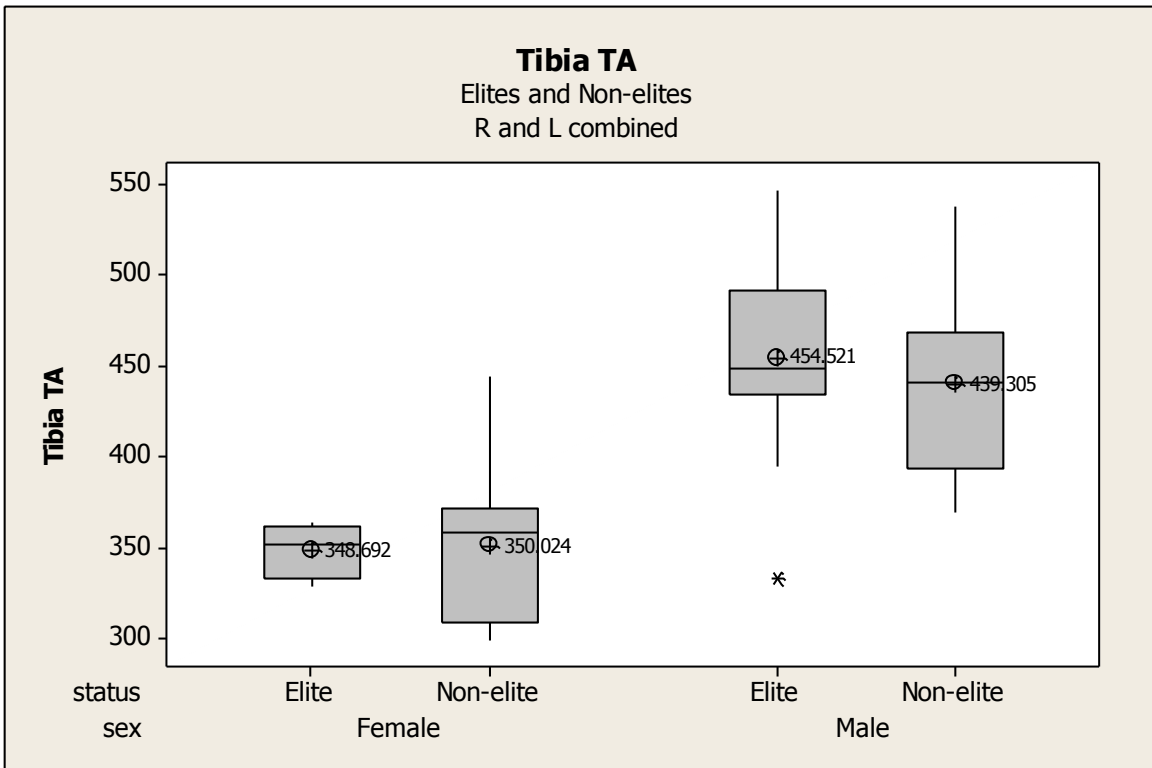 Tibia TA
Elites and Non-elites
R and L combined
Tibia TA
550
500
450
400
350
300
454.521
439.305
348.692
350.024
status Elite Non-elite Elite Non-elite
sex Female Male